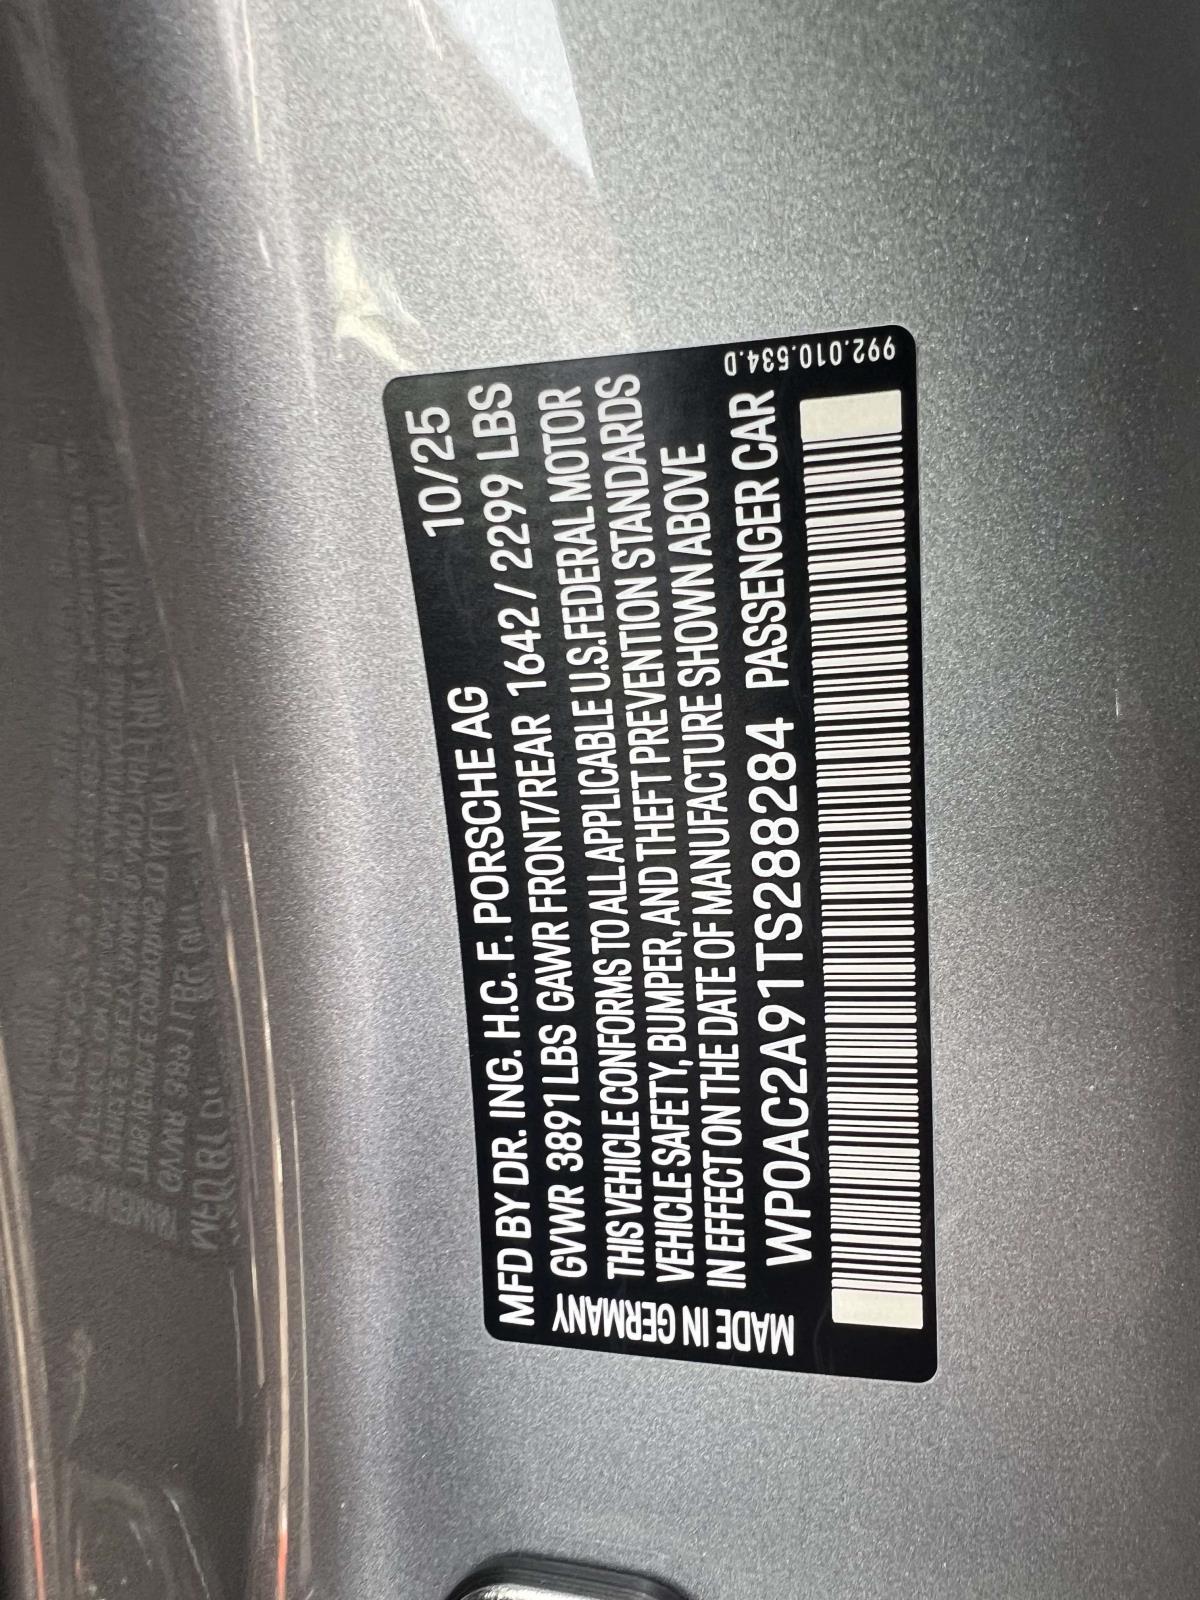 MFD BY DR. ING. H.C. F. PORSCHE AG 10/25
GVWR 3891 LBS GAWR FRONT/REAR 1642 / 2299 LBS
THIS VEHICLE CONFORMS TO ALL APPLICABLE U.S. FEDERAL MOTOR
VEHICLE SAFETY, BUMPER, AND THEFT PREVENTION STANDARDS
IN EFFECT ON THE DATE OF MANUFACTURE SHOWN ABOVE
WP0AC2A91TS288284 PASSENGER CAR
MADE IN GERMANY
992.010.534.D